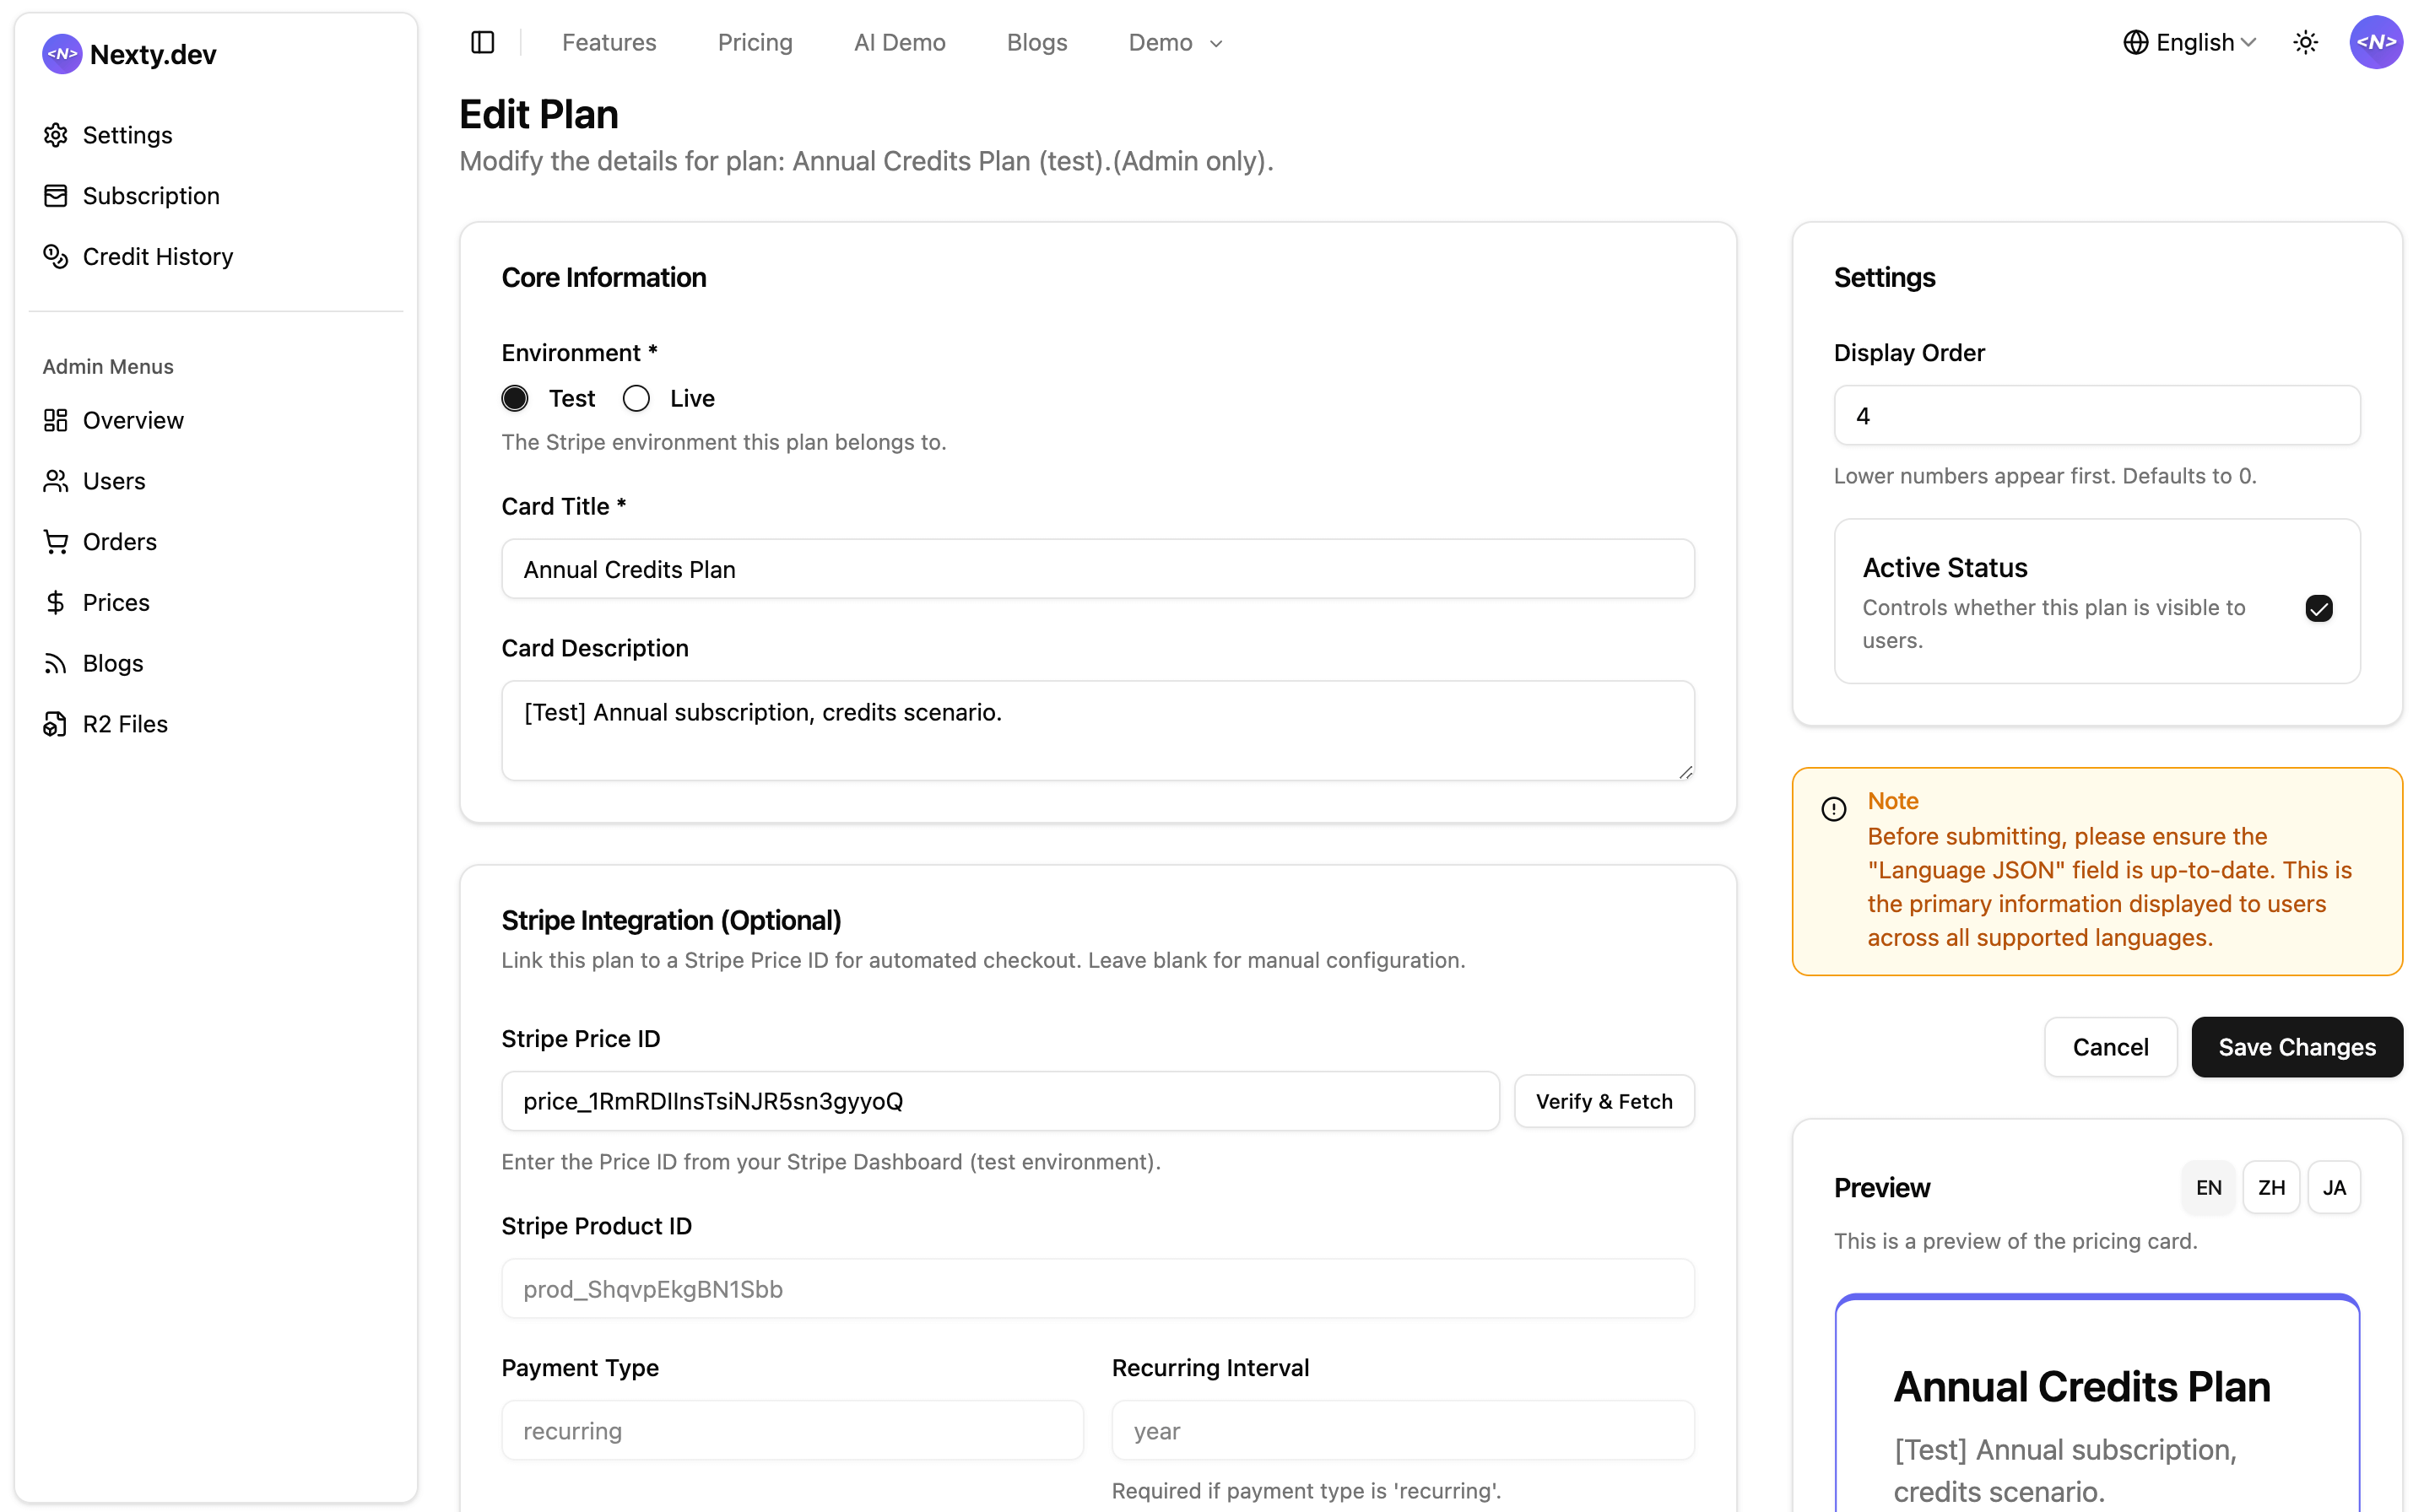 <N> Nexty.dev
Settings
Subscription
Credit History
Admin Menus
Overview
Users
Orders
Prices
Blogs
R2 Files
Features Pricing AI Demo Blogs Demo
English <N>
Edit Plan
Modify the details for plan: Annual Credits Plan (test).(Admin only).
Core Information
Environment *
Test Live
The Stripe environment this plan belongs to.
Card Title *
Annual Credits Plan
Card Description
[Test] Annual subscription, credits scenario.
Stripe Integration (Optional)
Link this plan to a Stripe Price ID for automated checkout. Leave blank for manual configuration.
Stripe Price ID
price_1RmRDlInsTsiNJR5sn3gyyoQ Verify & Fetch
Enter the Price ID from your Stripe Dashboard (test environment).
Stripe Product ID
prod_ShqvpEkgBN1Sbb
Payment Type Recurring Interval
recurring year
Required if payment type is 'recurring'.
Settings
Display Order
4
Lower numbers appear first. Defaults to 0.
Active Status
Controls whether this plan is visible to
users.
Note
Before submitting, please ensure the
"Language JSON" field is up-to-date. This is
the primary information displayed to users
across all supported languages.
Cancel Save Changes
Preview EN ZH JA
This is a preview of the pricing card.
Annual Credits Plan
[Test] Annual subscription,
credits scenario.